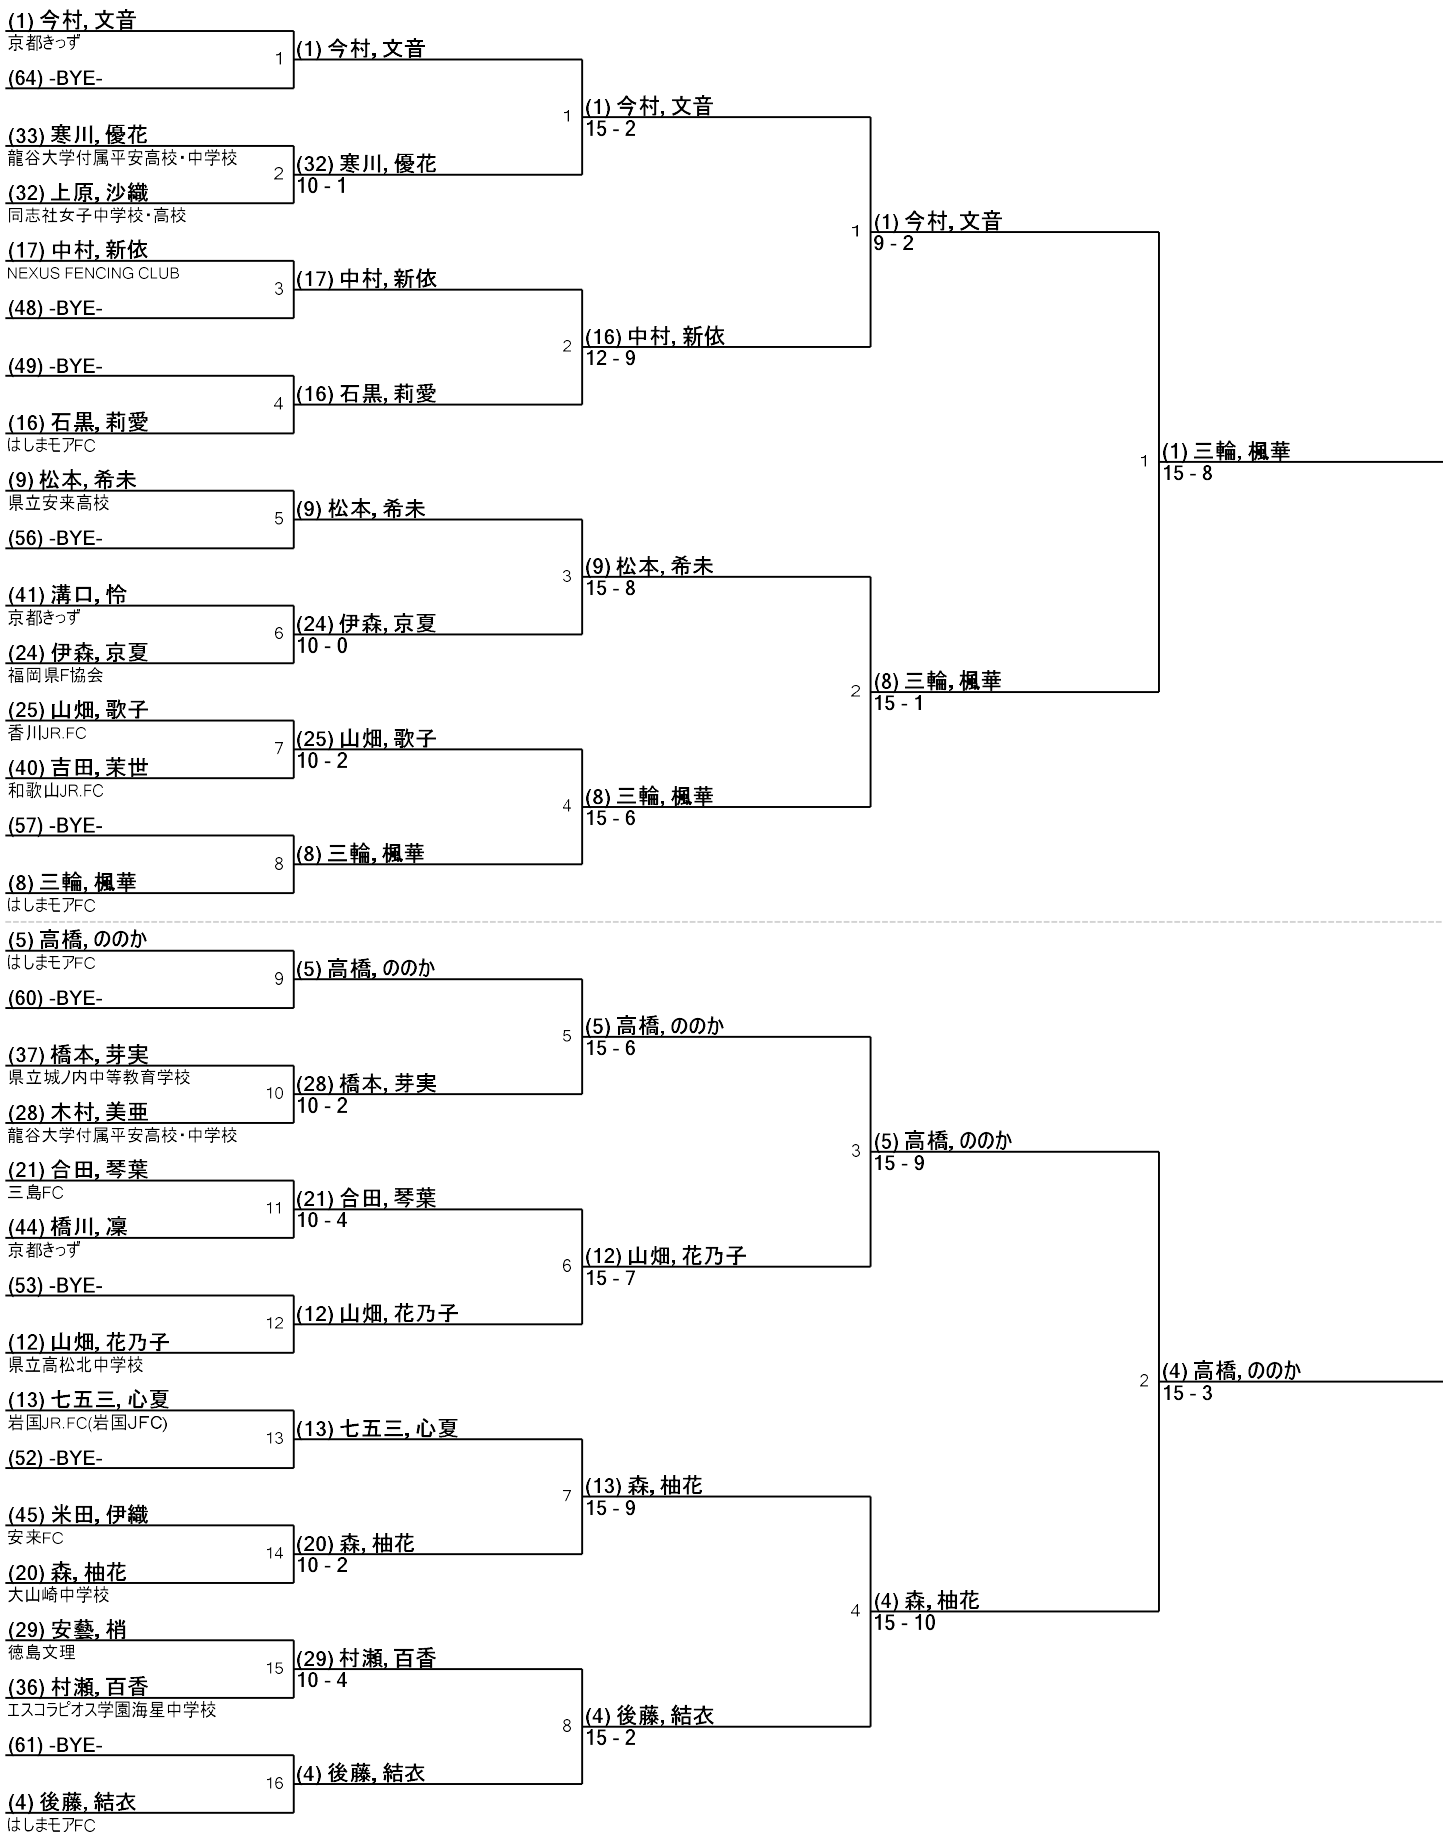 (1) 今村, 文音
京都きっず
1
(1) 今村, 文音
(64) -BYE-
1
(1) 今村, 文音
15 - 2
(33) 寒川, 優花
龍谷大学付属平安高校・中学校
2
(32) 寒川, 優花
10 - 1
(32) 上原, 沙織
同志社女子中学校・高校
1
(1) 今村, 文音
9 - 2
(17) 中村, 新依
NEXUS FENCING CLUB
3
(17) 中村, 新依
(48) -BYE-
2
(16) 中村, 新依
12 - 9
(49) -BYE-
4
(16) 石黒, 莉愛
(16) 石黒, 莉愛
はしまモアFC
1
(1) 三輪, 楓華
15 - 8
(9) 松本, 希未
県立安来高校
5
(9) 松本, 希未
(56) -BYE-
3
(9) 松本, 希未
15 - 8
(41) 溝口, 怜
京都きっず
6
(24) 伊森, 京夏
10 - 0
(24) 伊森, 京夏
福岡県F協会
2
(8) 三輪, 楓華
15 - 1
(25) 山畑, 歌子
香川JR.FC
7
(25) 山畑, 歌子
10 - 2
(40) 吉田, 茉世
和歌山JR.FC
4
(8) 三輪, 楓華
15 - 6
(57) -BYE-
8
(8) 三輪, 楓華
(8) 三輪, 楓華
はしまモアFC
(5) 高橋, ののか
はしまモアFC
9
(5) 高橋, ののか
(60) -BYE-
5
(5) 高橋, ののか
15 - 6
(37) 橋本, 芽実
県立城ノ内中等教育学校
10
(28) 橋本, 芽実
10 - 2
(28) 木村, 美亜
龍谷大学付属平安高校・中学校
3
(5) 高橋, ののか
15 - 9
(21) 合田, 琴葉
三島FC
11
(21) 合田, 琴葉
10 - 4
(44) 橋川, 凜
京都きっず
6
(12) 山畑, 花乃子
15 - 7
(53) -BYE-
12
(12) 山畑, 花乃子
(12) 山畑, 花乃子
県立高松北中学校
2
(4) 高橋, ののか
15 - 3
(13) 七五三, 心夏
岩国JR.FC(岩国JFC)
13
(13) 七五三, 心夏
(52) -BYE-
7
(13) 森, 柚花
15 - 9
(45) 米田, 伊織
安来FC
14
(20) 森, 柚花
10 - 2
(20) 森, 柚花
大山崎中学校
4
(4) 森, 柚花
15 - 10
(29) 安藝, 梢
徳島文理
15
(29) 村瀬, 百香
10 - 4
(36) 村瀬, 百香
エスコラピオス学園海星中学校
8
(4) 後藤, 結衣
15 - 2
(61) -BYE-
16
(4) 後藤, 結衣
(4) 後藤, 結衣
はしまモアFC